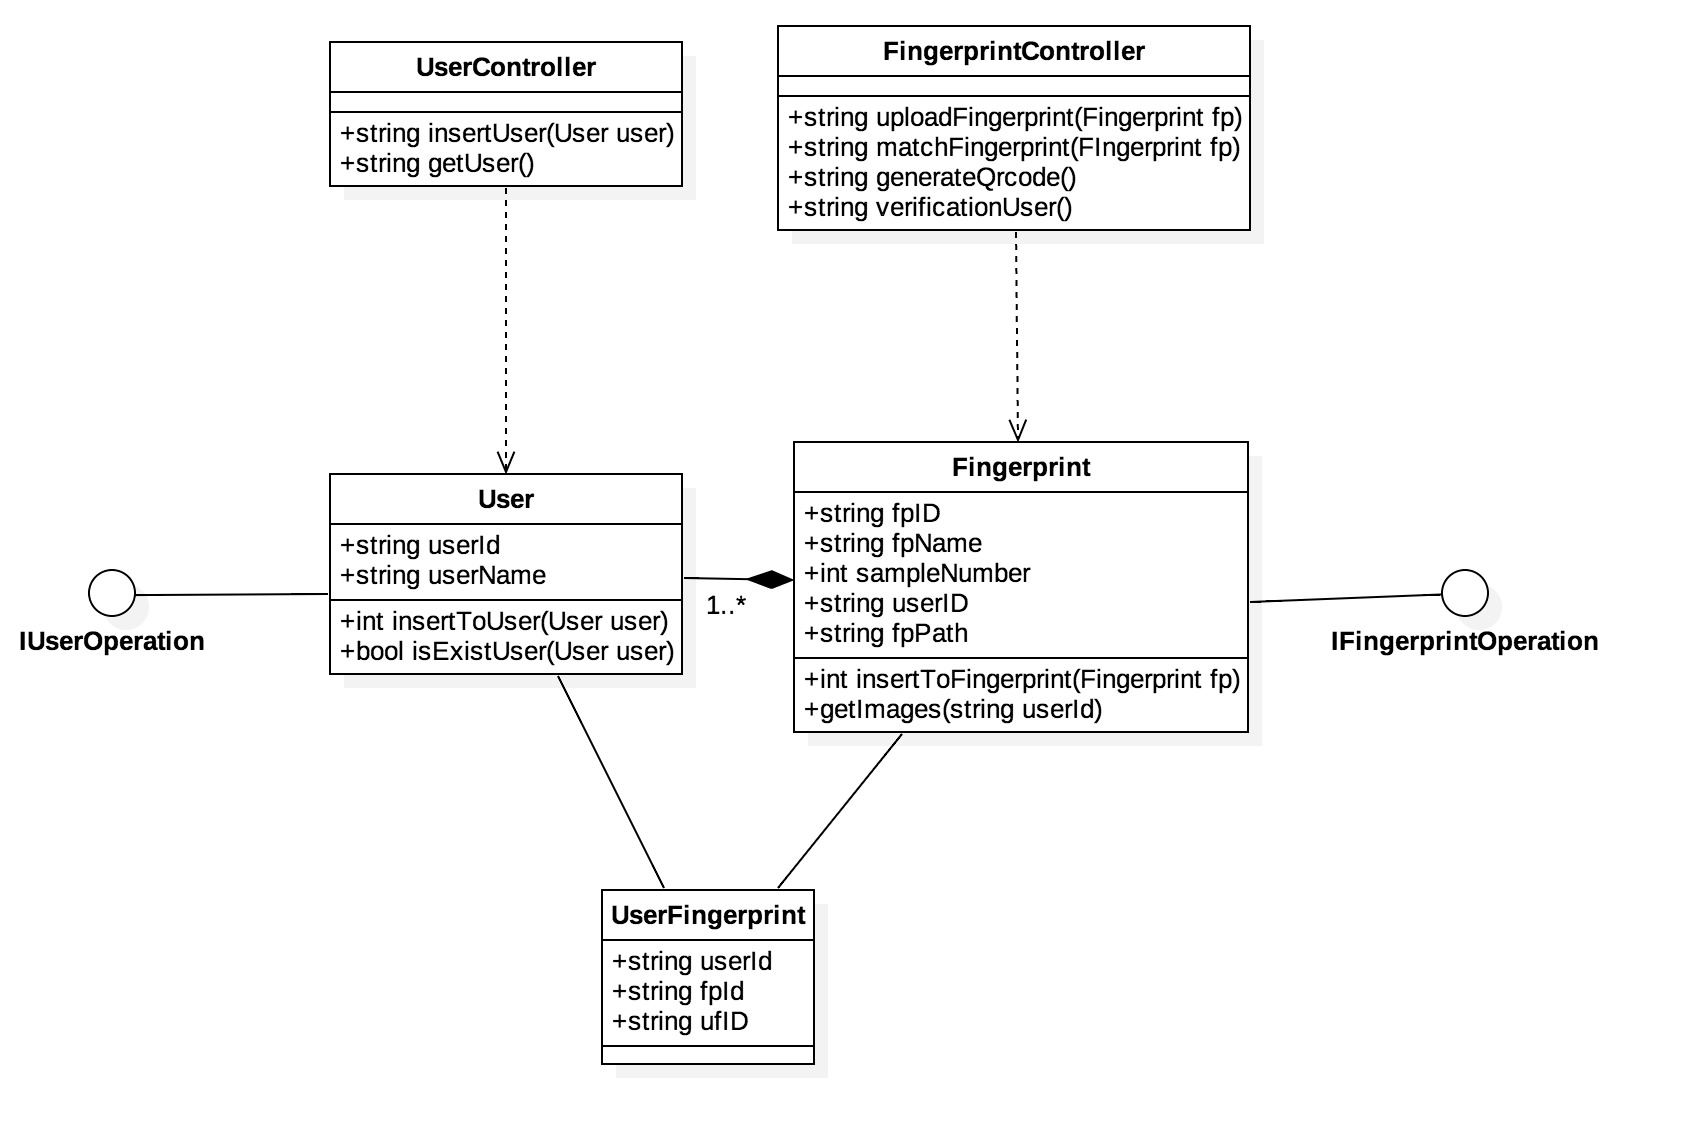 UserController
+string insertUser(User user)
+string getUser()
FingerprintController
+string uploadFingerprint(Fingerprint fp)
+string matchFingerprint(FIngerprint fp)
+string generateQrcode()
+string verificationUser()
User
+string userId
+string userName
+int insertToUser(User user)
+bool isExistUser(User user)
1..*
Fingerprint
+string fpID
+string fpName
+int sampleNumber
+string userID
+string fpPath
+int insertToFingerprint(Fingerprint fp)
+getImages(string userId)
IUserOperation
IFingerprintOperation
UserFingerprint
+string userId
+string fpId
+string ufID